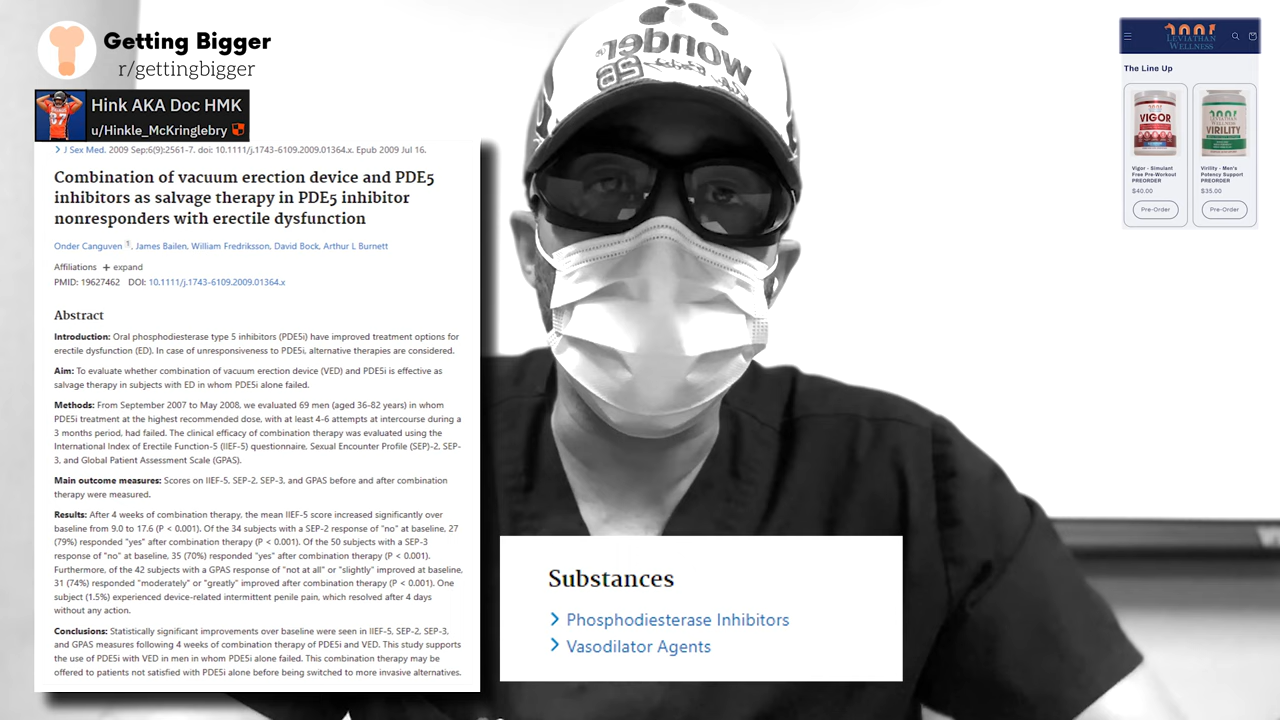 Getting Bigger
r/gettingbigger
Hink AKA Doc HMK
u/Hinkle_McKringlebry
J Sex Med. 2009 Sep;6(9):2561-7. doi: 10.1111/j.1743-6109.2009.01364.x. Epub 2009 Jul 16.
Combination of vacuum erection device and PDE5
inhibitors as salvage therapy in PDE5 inhibitor
nonresponders with erectile dysfunction
Onder Canguven 1, James Bailen, William Fredriksson, David Bock, Arthur L Burnett
Affiliations + expand
PMID: 19627462 DOI: 10.1111/j.1743-6109.2009.01364.x
Abstract
Introduction: Oral phosphodiesterase type 5 inhibitors (PDE5i) have improved treatment options for
erectile dysfunction (ED). In case of unresponsiveness to PDE5i, alternative therapies are considered.
Aim: To evaluate whether combination of vacuum erection device (VED) and PDE5i is effective as
salvage therapy in subjects with ED in whom PDE5i alone failed.
Methods: From September 2007 to May 2008, we evaluated 69 men (aged 36-82 years) in whom
PDE5i treatment at the highest recommended dose, with at least 4-6 attempts at intercourse during a
3 months period, had failed. The clinical efficacy of combination therapy was evaluated using the
International Index of Erectile Function-5 (IIEF-5) questionnaire, Sexual Encounter Profile (SEP)-2, SEP-
3, and Global Patient Assessment Scale (GPAS).
Main outcome measures: Scores on IIEF-5, SEP-2, SEP-3, and GPAS before and after combination
therapy were measured.
Results: After 4 weeks of combination therapy, the mean IIEF-5 score increased significantly over
baseline from 9.0 to 17.6 (P < 0.001). Of the 34 subjects with a SEP-2 response of "no" at baseline, 27
(79%) responded "yes" after combination therapy (P < 0.001). Of the 50 subjects with a SEP-3
response of "no" at baseline, 35 (70%) responded "yes" after combination therapy (P < 0.001).
Furthermore, of the 42 subjects with a GPAS response of "not at all" or "slightly" improved at baseline,
31 (74%) responded "moderately" or "greatly" improved after combination therapy (P < 0.001). One
subject (1.5%) experienced device-related intermittent penile pain, which resolved after 4 days
without any action.
Conclusions: Statistically significant improvements over baseline were seen in IIEF-5, SEP-2, SEP-3,
and GPAS measures following 4 weeks of combination therapy of PDE5i and VED. This study supports
the use of PDE5i with VED in men in whom PDE5i alone failed. This combination therapy may be
offered to patients not satisfied with PDE5i alone before being switched to more invasive alternatives.
wonder
as
Substances
Phosphodiesterase Inhibitors
Vasodilator Agents
LEVIATHAN
WELLNESS
The Line Up
VIGOR
VIRILITY
Vigor - Simulant
Free Pre-Workout
PREORDER
$40.00
Pre-Order
Virility - Men's
Potency Support
PREORDER
$35.00
Pre-Order